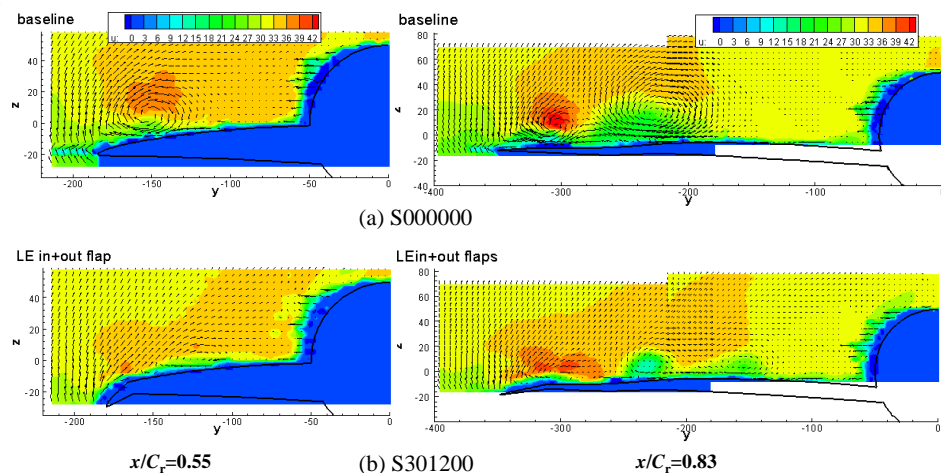 baseline
u: 0 3 6 9 12 15 18 21 24 27 30 33 36 39 42
z
40
20
0
-20
-200 -150 -100 -50 0
y
baseline
u: 0 3 6 9 12 15 18 21 24 27 30 33 36 39 42
z
80
60
40
20
0
-20
-40
-400 -300 -200 -100 0
y
(a) S000000
LE in+out flap
z
40
20
0
-20
-200 -150 -100 -50 0
y
LEin+out flaps
z
80
60
40
20
0
-20
-40
-400 -300 -200 -100 0
y
x/Cr=0.55 (b) S301200 x/Cr=0.83